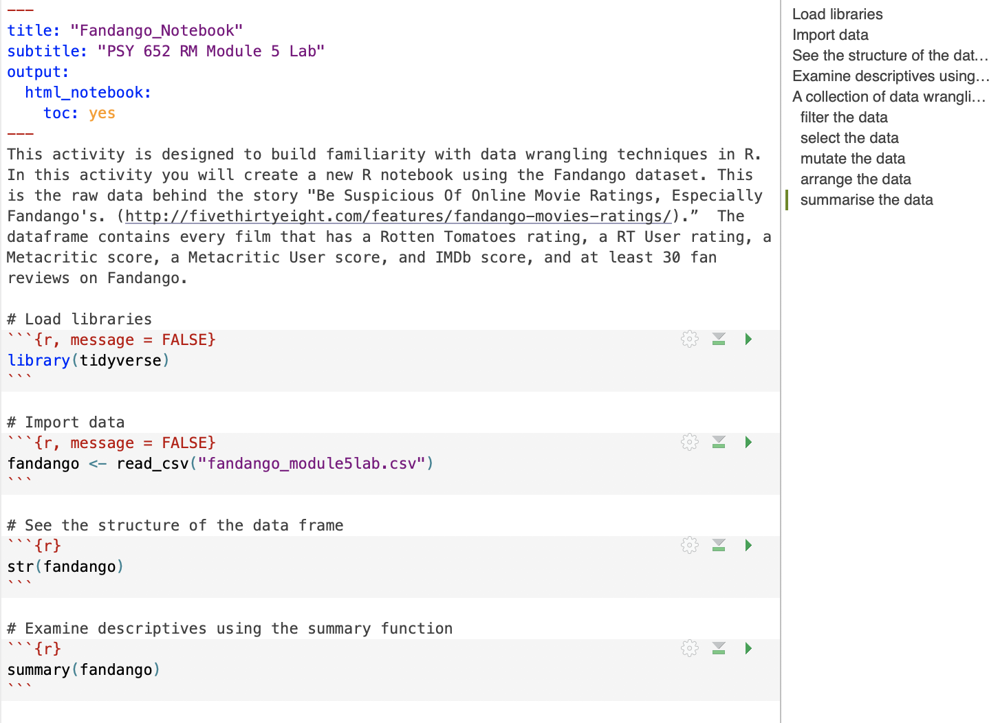 ---
title: "Fandango_Notebook"
subtitle: "PSY 652 RM Module 5 Lab"
output:
  html_notebook:
    toc: yes
---
This activity is designed to build familiarity with data wrangling techniques in R.
In this activity you will create a new R notebook using the Fandango dataset. This
is the raw data behind the story "Be Suspicious Of Online Movie Ratings, Especially
Fandango's. (http://fivethirtyeight.com/features/fandango-movies-ratings/).”  The
dataframe contains every film that has a Rotten Tomatoes rating, a RT User rating, a
Metacritic score, a Metacritic User score, and IMDb score, and at least 30 fan
reviews on Fandango.

# Load libraries
```{r, message = FALSE}
library(tidyverse)
```

# Import data
```{r, message = FALSE}
fandango <- read_csv("fandango_module5lab.csv")
```

# See the structure of the data frame
```{r}
str(fandango)
```

# Examine descriptives using the summary function
```{r}
summary(fandango)
```

Load libraries
Import data
See the structure of the dat...
Examine descriptives using...
A collection of data wrangli...
filter the data
select the data
mutate the data
arrange the data
summarise the data